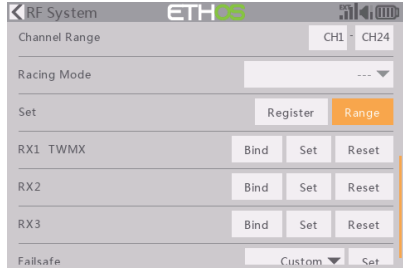 RF System ETHOS
Channel Range CH1 - CH24
Racing Mode ---
Set Register Range
RX1 TWMX Bind Set Reset
RX2 Bind Set Reset
RX3 Bind Set Reset
Failsafe Custom Set